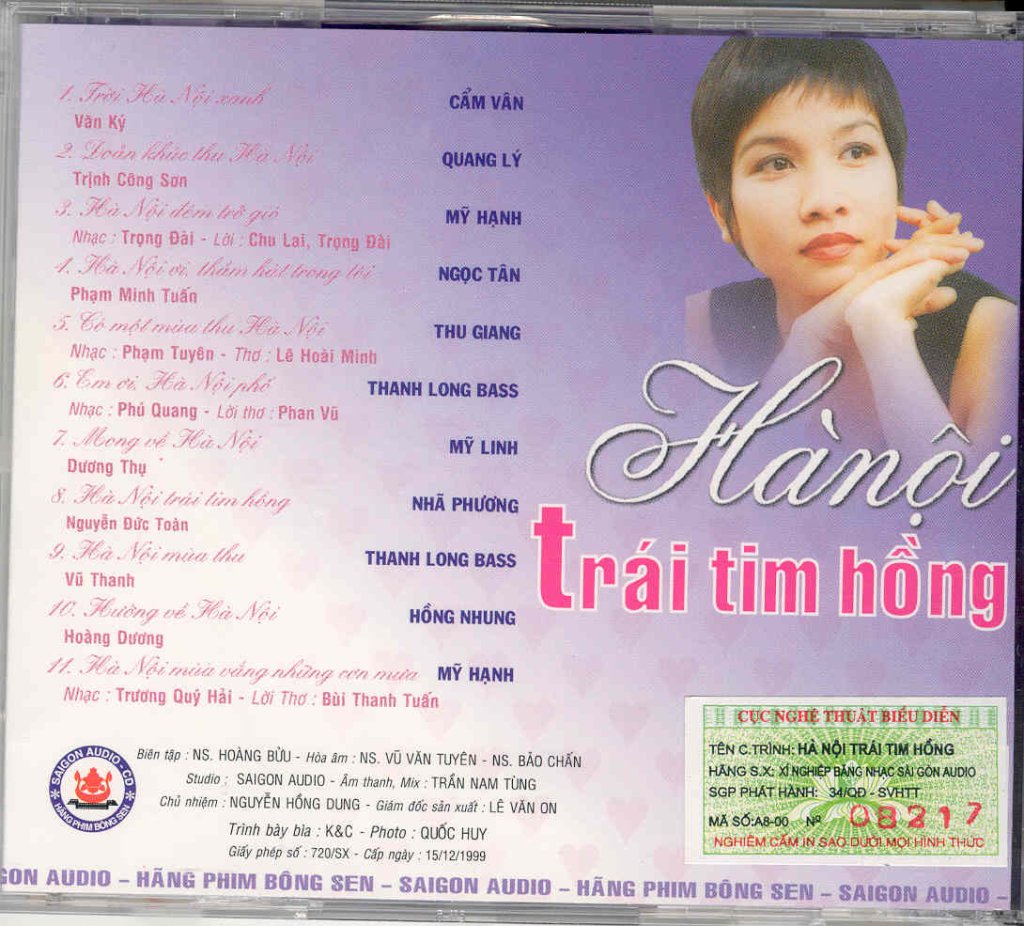 1. Trời Hà Nội xanh
CẨM VÂN
Văn Ký
2. Đoản khúc thu Hà Nội
QUANG LÝ
Trịnh Công Sơn
3. Hà Nội đêm trở gió
MỸ HẠNH
Nhạc : Trọng Đài - Lời : Chu Lai, Trọng Đài
4. Hà Nội ơi, thầm hát trong tôi
NGỌC TÂN
Phạm Minh Tuấn
5. Có một mùa thu Hà Nội
THU GIANG
Nhạc : Phạm Tuyên - Thơ : Lê Hoài Minh
6. Em ơi, Hà Nội phố
THANH LONG BASS
Nhạc : Phú Quang - Lời thơ : Phan Vũ
7. Mong về Hà Nội
MỸ LINH
Dương Thụ
8. Hà Nội trái tim hồng
NHÃ PHƯƠNG
Nguyễn Đức Toàn
9. Hà Nội mùa thu
THANH LONG BASS
Vũ Thanh
10. Hướng về Hà Nội
HỒNG NHUNG
Hoàng Dương
11. Hà Nội mùa vắng những cơn mưa
MỸ HẠNH
Nhạc : Trương Quý Hải - Lời Thơ : Bùi Thanh Tuấn
Hà nội
trái tim hồng
SAIGON AUDIO - CD
HÃNG PHIM BÔNG SEN
Biên tập : NS. HOÀNG BỬU - Hòa âm : NS. VŨ VĂN TUYÊN - NS. BẢO CHẤN
Studio : SAIGON AUDIO - Âm thanh, Mix : TRẦN NAM TÙNG
Chủ nhiệm : NGUYỄN HỒNG DUNG - Giám đốc sản xuất : LÊ VĂN ON
Trình bày bìa : K&C - Photo : QUỐC HUY
Giấy phép số : 720/SX - Cấp ngày : 15/12/1999
CỤC NGHỆ THUẬT BIỂU DIỄN
TÊN C.TRÌNH: HÀ NỘI TRÁI TIM HỒNG
HÃNG S.X: XÍ NGHIỆP BĂNG NHẠC SÀI GÒN AUDIO
SGP PHÁT HÀNH: 34/QĐ - SVHTT
MÃ SỐ:A8-00 Nº 08217
NGHIÊM CẤM IN SAO DƯỚI MỌI HÌNH THỨC
GON AUDIO – HÃNG PHIM BÔNG SEN – SAIGON AUDIO – HÃNG PHIM BÔNG SEN – SAIGON AUDIO –